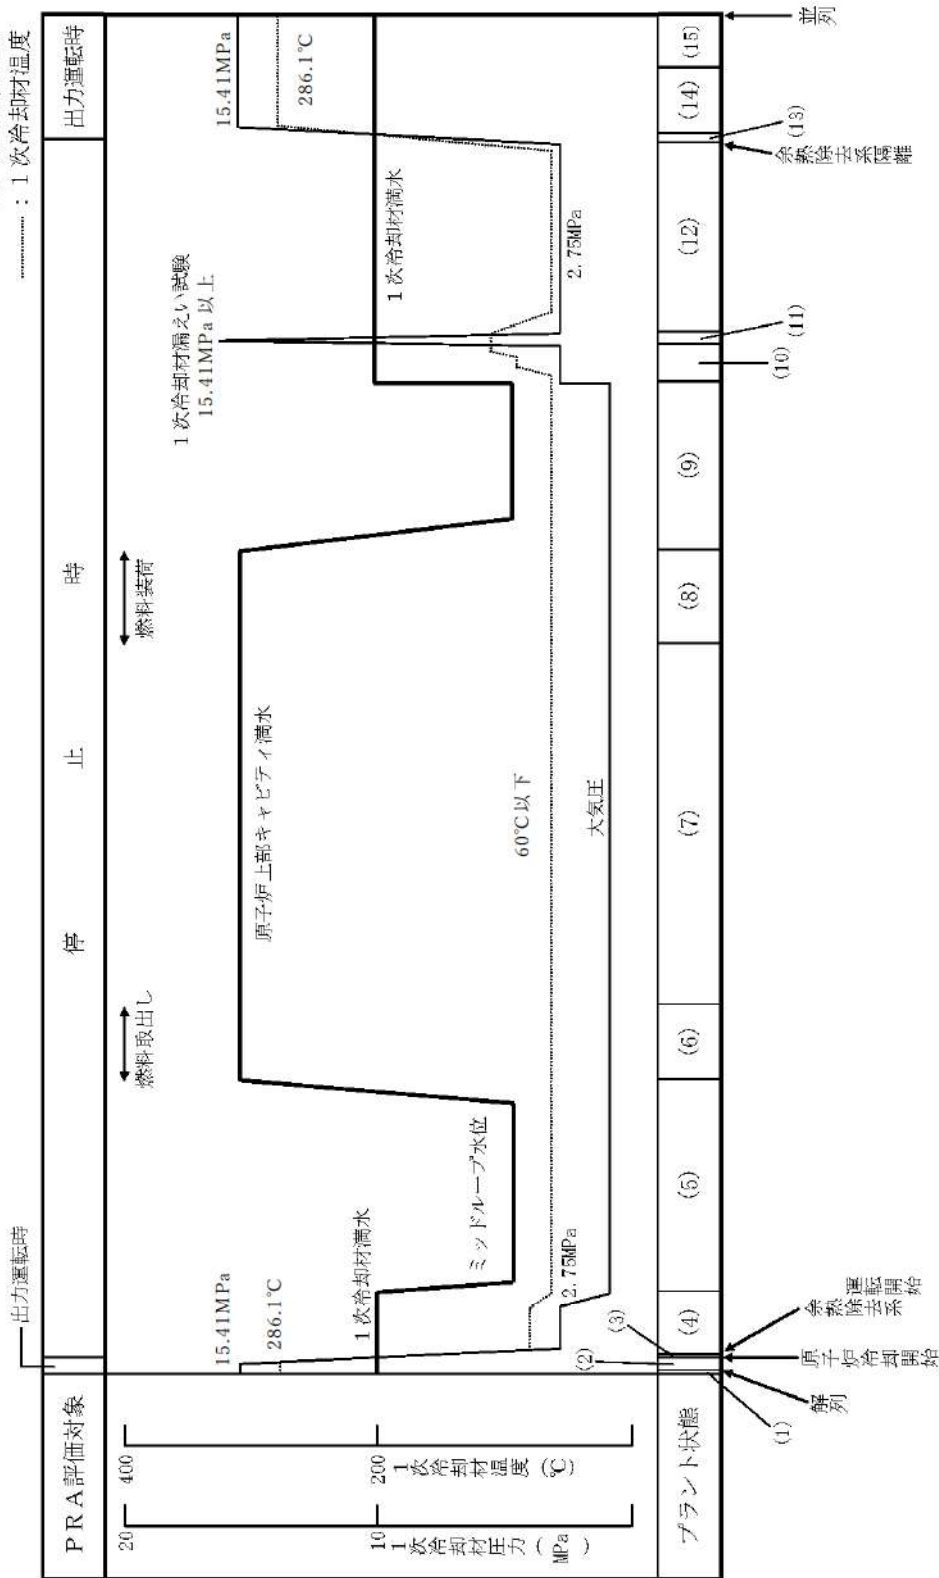 ……… : 1 次冷却材温度
PRA評価対象
出力運転時
停 止 時
出力運転時
20
10
1次冷却材圧力(MPa)
400
200
1次冷却材温度(℃)
15.41MPa
286.1℃
1 次冷却材満水
2.75MPa
ミッドループ水位
燃料取出し
原子炉上部キャビティ満水
60℃以下
大気圧
燃料装荷
1 次冷却材漏えい試験
15.41MPa 以上
1 次冷却材満水
2.75MPa
15.41MPa
286.1℃
プラント状態
(1)
(2)
(3)
(4)
(5)
(6)
(7)
(8)
(9)
(10)
(11)
(12)
(13)
(14)
(15)
解列
原子炉冷却開始
余熱除去系
運転開始
余熱除去系隔離
並列